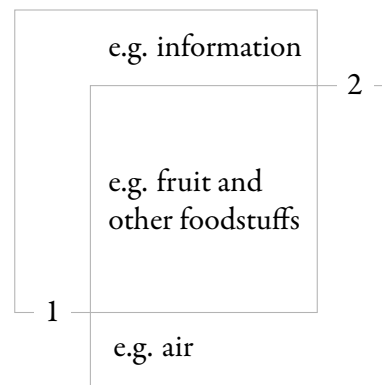 e.g. information
2
e.g. fruit and
other foodstuffs
1
e.g. air